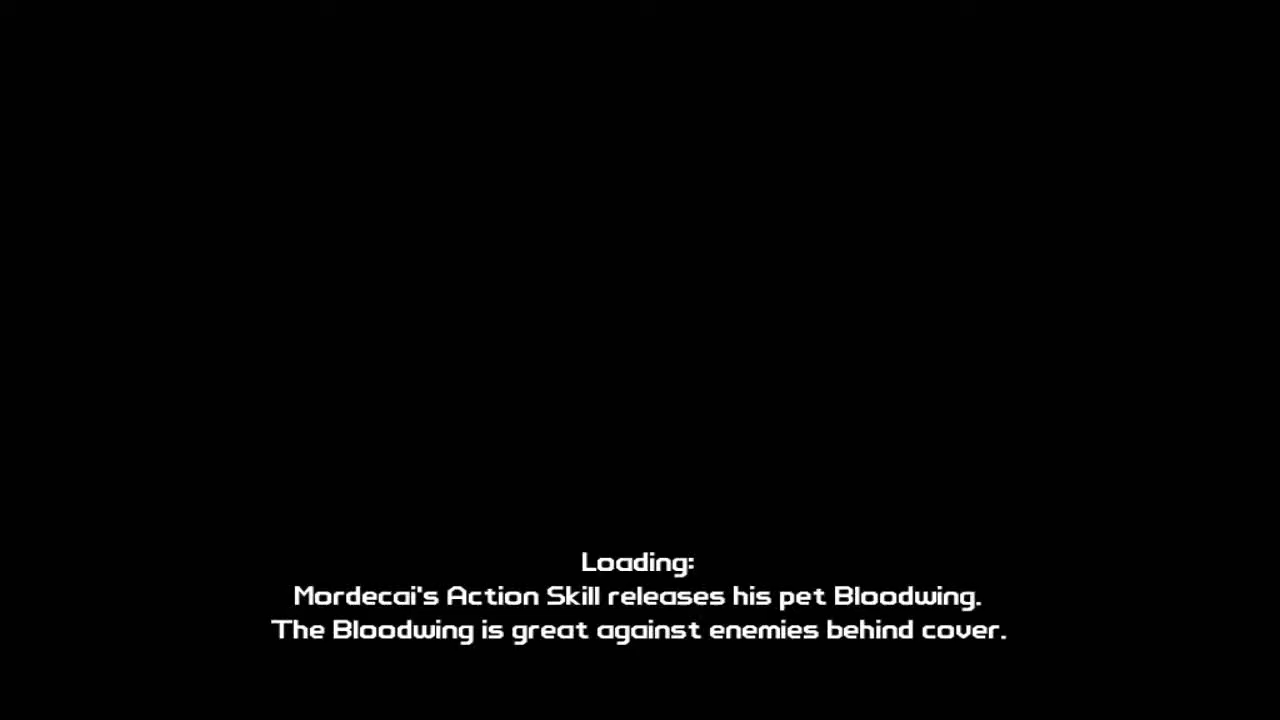 Loading:
Mordecai's Action Skill releases his pet Bloodwing.
The Bloodwing is great against enemies behind cover.